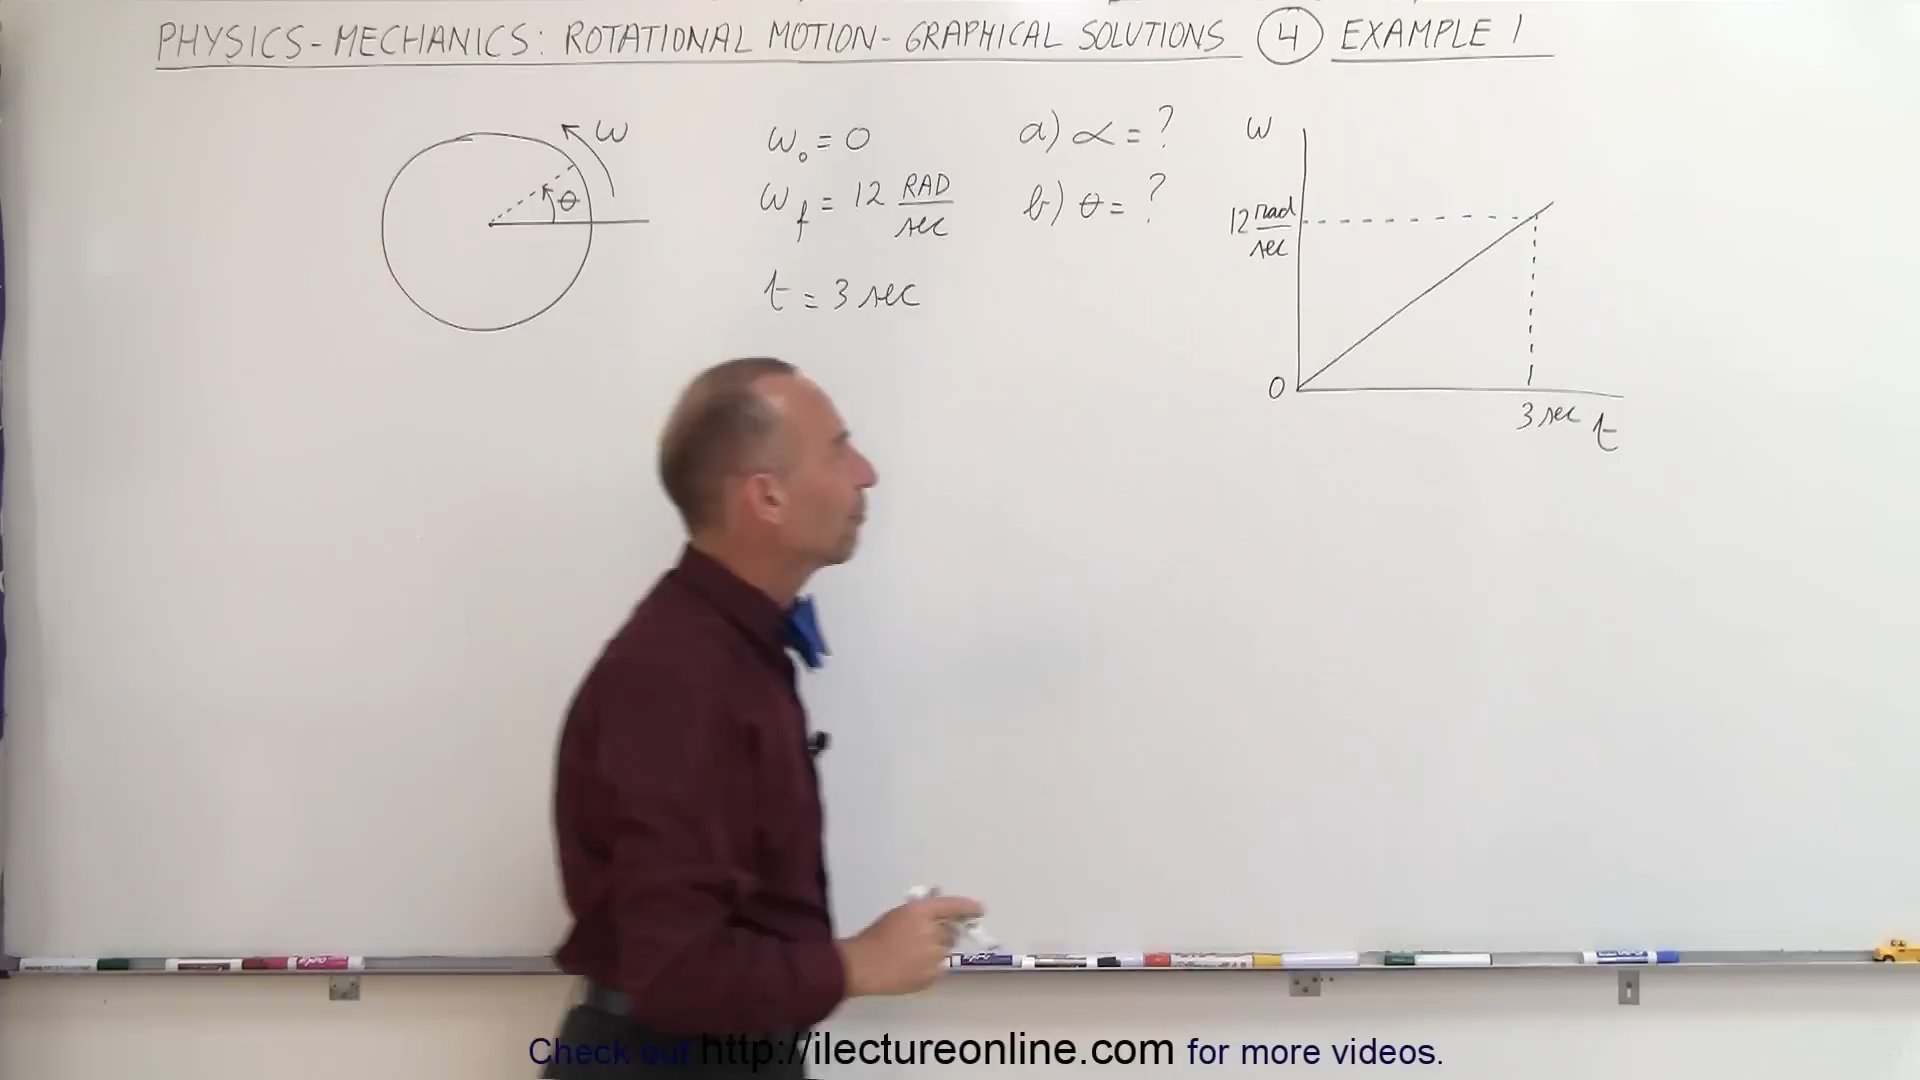 PHYSICS-MECHANICS: ROTATIONAL MOTION-GRAPHICAL SOLUTIONS 4 EXAMPLE 1
ω
θ
ω₀ = 0
ω_f = 12 RAD/sec
t = 3 sec
a) α = ?
b) θ = ?
ω
12 rad/sec
0
3 sec t
Check out http://ilectureonline.com for more videos.